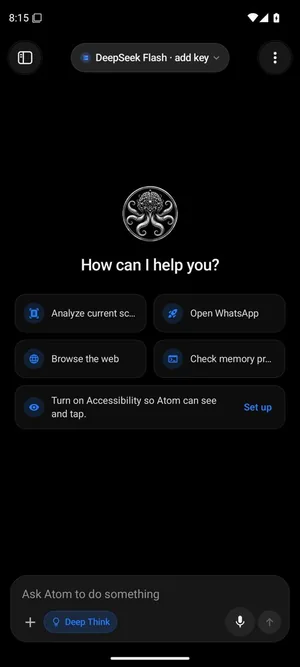 8:15
DeepSeek Flash · add key
How can I help you?
Analyze current sc...
Open WhatsApp
Browse the web
Check memory pr...
Turn on Accessibility so Atom can see
and tap.
Set up
Ask Atom to do something
Deep Think